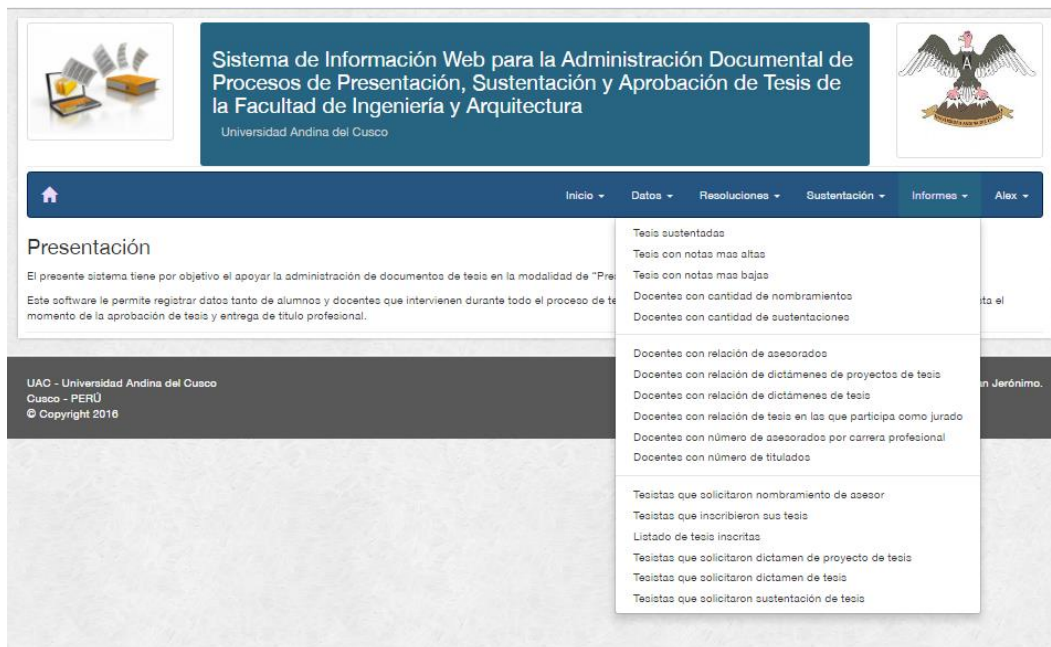 Sistema de Información Web para la Administración Documental de
Procesos de Presentación, Sustentación y Aprobación de Tesis de
la Facultad de Ingeniería y Arquitectura
Universidad Andina del Cusco
A
Inicio
Datos
Resoluciones
Sustentación
Informes
Alex
Presentación
El presente sistema tiene por objetivo el apoyar la administración de documentos de tesis en la modalidad de "Pre
Este software le permite registrar datos tanto de alumnos y docentes que intervienen durante todo el proceso de te
ta el
momento de la aprobación de tesis y entrega de título profesional.
Tesis sustentadas
Tesis con notas mas altas
Tesis con notas mas bajas
Docentes con cantidad de nombramientos
Docentes con cantidad de sustentaciones
Docentes con relación de asesorados
Docentes con relación de dictámenes de proyectos de tesis
Docentes con relación de dictámenes de tesis
Docentes con relación de tesis en las que participa como jurado
Docentes con número de asesorados por carrera profesional
Docentes con número de titulados
Tesistas que solicitaron nombramiento de asesor
Tesistas que inscribieron sus tesis
Listado de tesis inscritas
Tesistas que solicitaron dictamen de proyecto de tesis
Tesistas que solicitaron dictamen de tesis
Tesistas que solicitaron sustentación de tesis
UAC - Universidad Andina del Cusco
Cusco - PERÚ
© Copyright 2016
an Jerónimo.